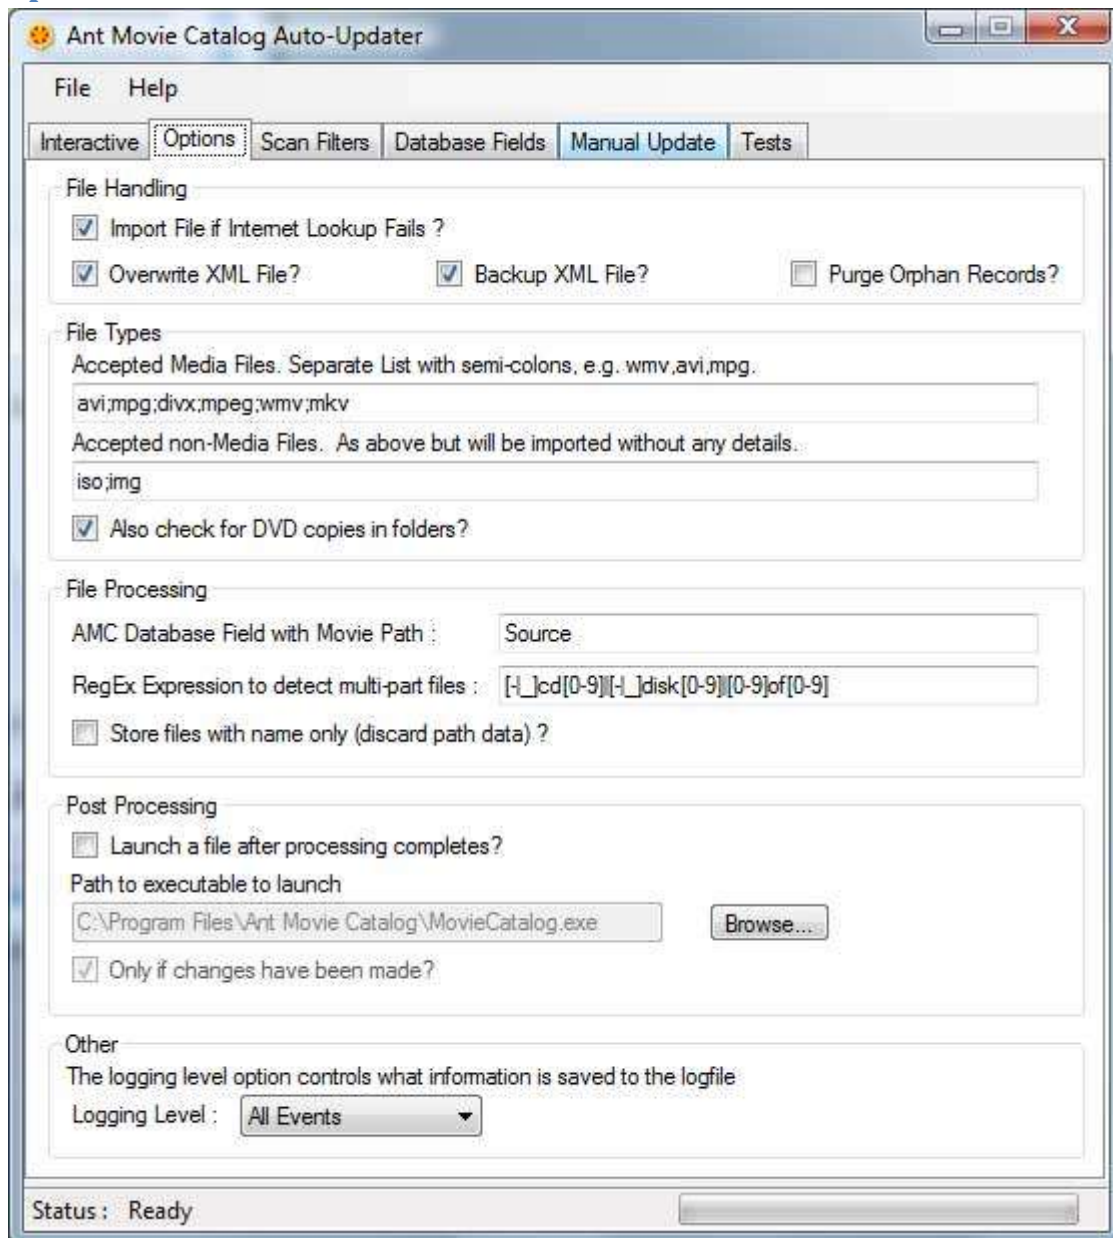 Ant Movie Catalog Auto-Updater
File Help
Interactive Options Scan Filters Database Fields Manual Update Tests
File Handling
Import File if Internet Lookup Fails ?
Overwrite XML File? Backup XML File? Purge Orphan Records?
File Types
Accepted Media Files. Separate List with semi-colons, e.g. wmv,avi,mpg.
avi;mpg;divx;mpeg;wmv;mkv
Accepted non-Media Files. As above but will be imported without any details.
iso;img
Also check for DVD copies in folders?
File Processing
AMC Database Field with Movie Path : Source
RegEx Expression to detect multi-part files : [-|_]cd[0-9]|[-|_]disk[0-9]|[0-9]of[0-9]
Store files with name only (discard path data) ?
Post Processing
Launch a file after processing completes?
Path to executable to launch
C:\Program Files\Ant Movie Catalog\MovieCatalog.exe Browse...
Only if changes have been made?
Other
The logging level option controls what information is saved to the logfile
Logging Level : All Events
Status : Ready